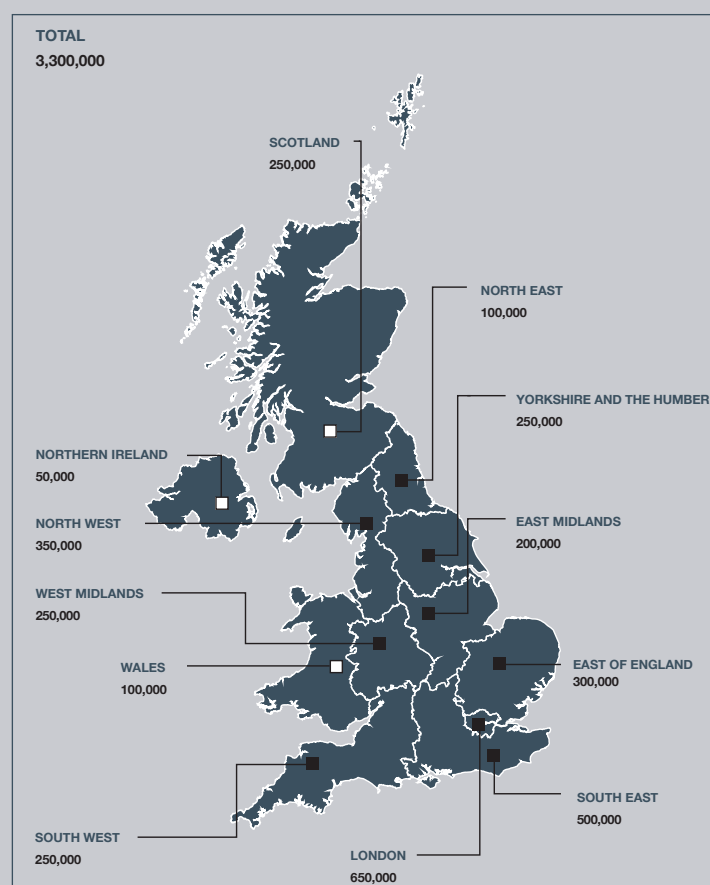 TOTAL
3,300,000
SCOTLAND
250,000
NORTH EAST
100,000
YORKSHIRE AND THE HUMBER
250,000
NORTHERN IRELAND
50,000
NORTH WEST
350,000
EAST MIDLANDS
200,000
WEST MIDLANDS
250,000
WALES
100,000
EAST OF ENGLAND
300,000
SOUTH EAST
500,000
SOUTH WEST
250,000
LONDON
650,000